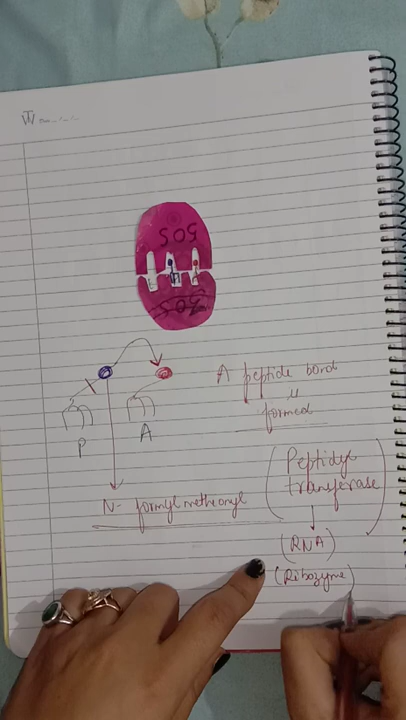 50S
30S
A peptide bond
is
formed
P
A
N- formyl methionyl
(Peptidyl
transferase)
(RNA)
(Ribozyme)